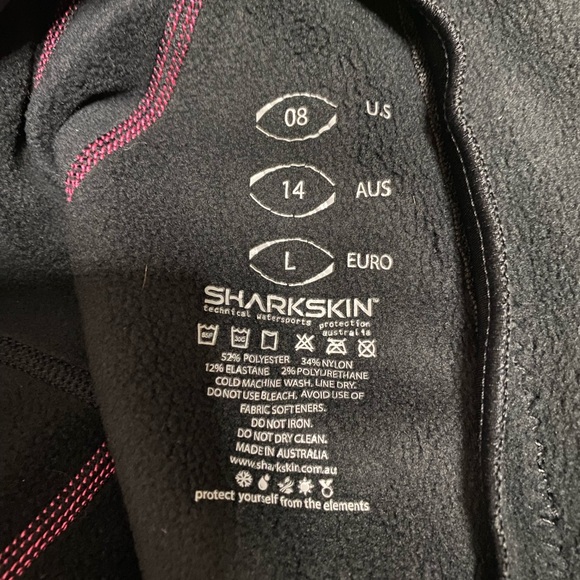 08 U.S
14 AUS
L EURO
SHARKSKIN™
technical watersports protection
australia
52% POLYESTER 34% NYLON
12% ELASTANE 2% POLYURETHANE
COLD MACHINE WASH. LINE DRY.
DO NOT USE BLEACH. AVOID USE OF
FABRIC SOFTENERS.
DO NOT IRON.
DO NOT DRY CLEAN.
MADE IN AUSTRALIA
www.sharkskin.com.au
protect yourself from the elements